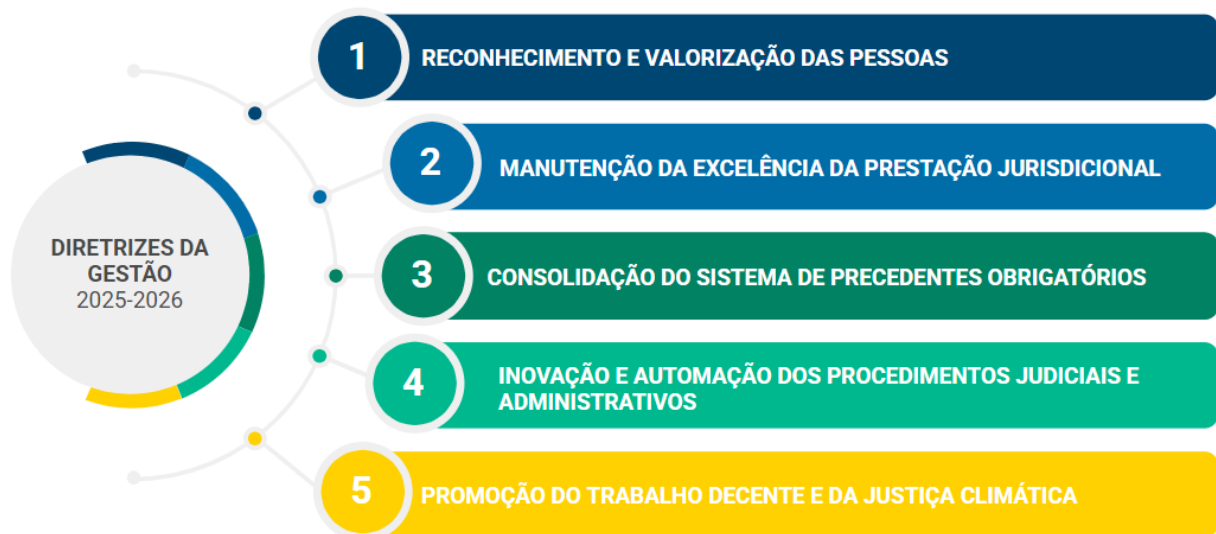 DIRETRIZES DA
GESTÃO
2025-2026
1
RECONHECIMENTO E VALORIZAÇÃO DAS PESSOAS
2
MANUTENÇÃO DA EXCELÊNCIA DA PRESTAÇÃO JURISDICIONAL
3
CONSOLIDAÇÃO DO SISTEMA DE PRECEDENTES OBRIGATÓRIOS
4
INOVAÇÃO E AUTOMAÇÃO DOS PROCEDIMENTOS JUDICIAIS E
ADMINISTRATIVOS
5
PROMOÇÃO DO TRABALHO DECENTE E DA JUSTIÇA CLIMÁTICA